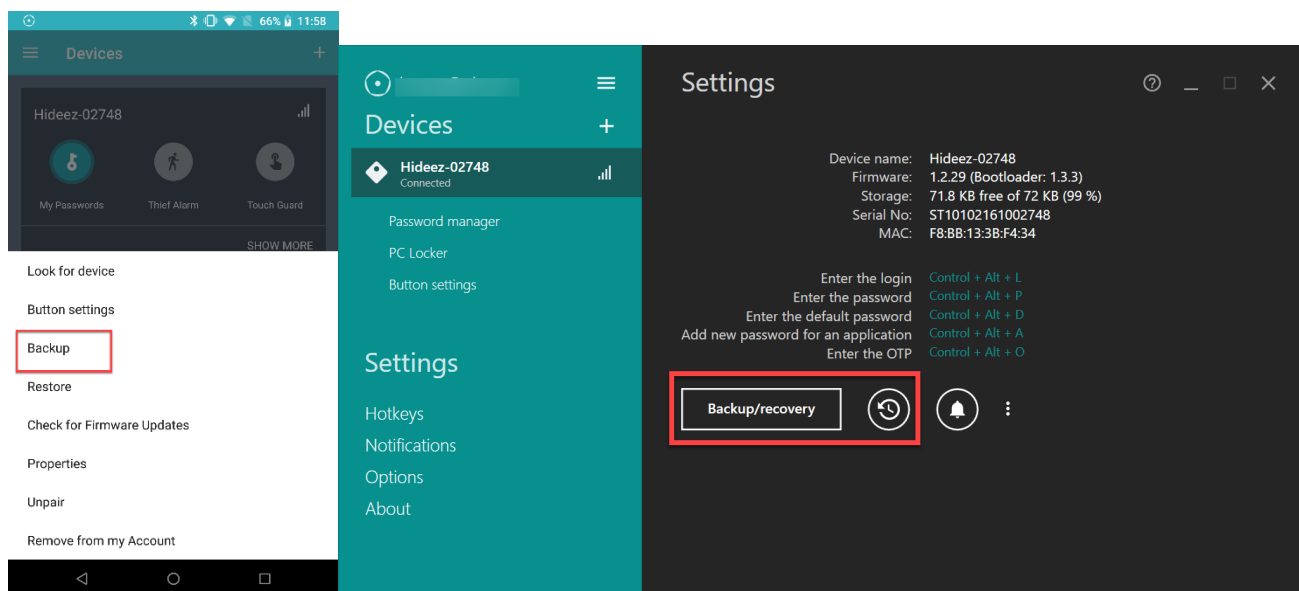 66% 11:58
Devices
Hideez-02748
My Passwords Thief Alarm Touch Guard
SHOW MORE
Look for device
Button settings
Backup
Restore
Check for Firmware Updates
Properties
Unpair
Remove from my Account
Devices
Hideez-02748
Connected
Password manager
PC Locker
Button settings
Settings
Hotkeys
Notifications
Options
About
Settings
Device name: Hideez-02748
Firmware: 1.2.29 (Bootloader: 1.3.3)
Storage: 71.8 KB free of 72 KB (99 %)
Serial No: ST10102161002748
MAC: F8:BB:13:3B:F4:34
Enter the login Control + Alt + L
Enter the password Control + Alt + P
Enter the default password Control + Alt + D
Add new password for an application Control + Alt + A
Enter the OTP Control + Alt + O
Backup/recovery